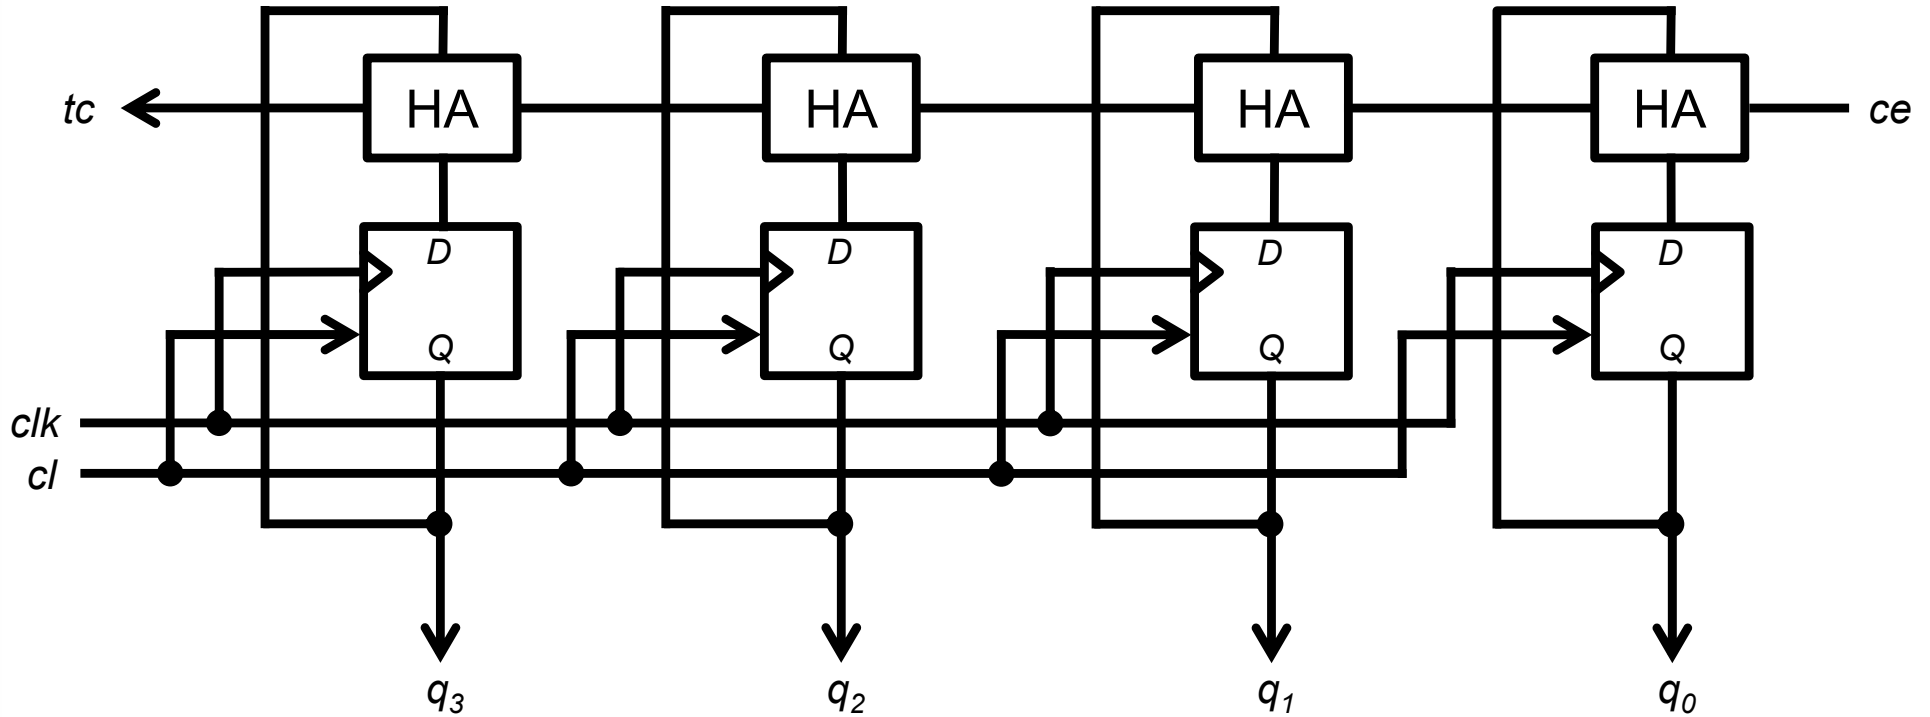 tc HA HA HA HA ce
D D D D
Q Q Q Q
clk
cl
q3 q2 q1 q0